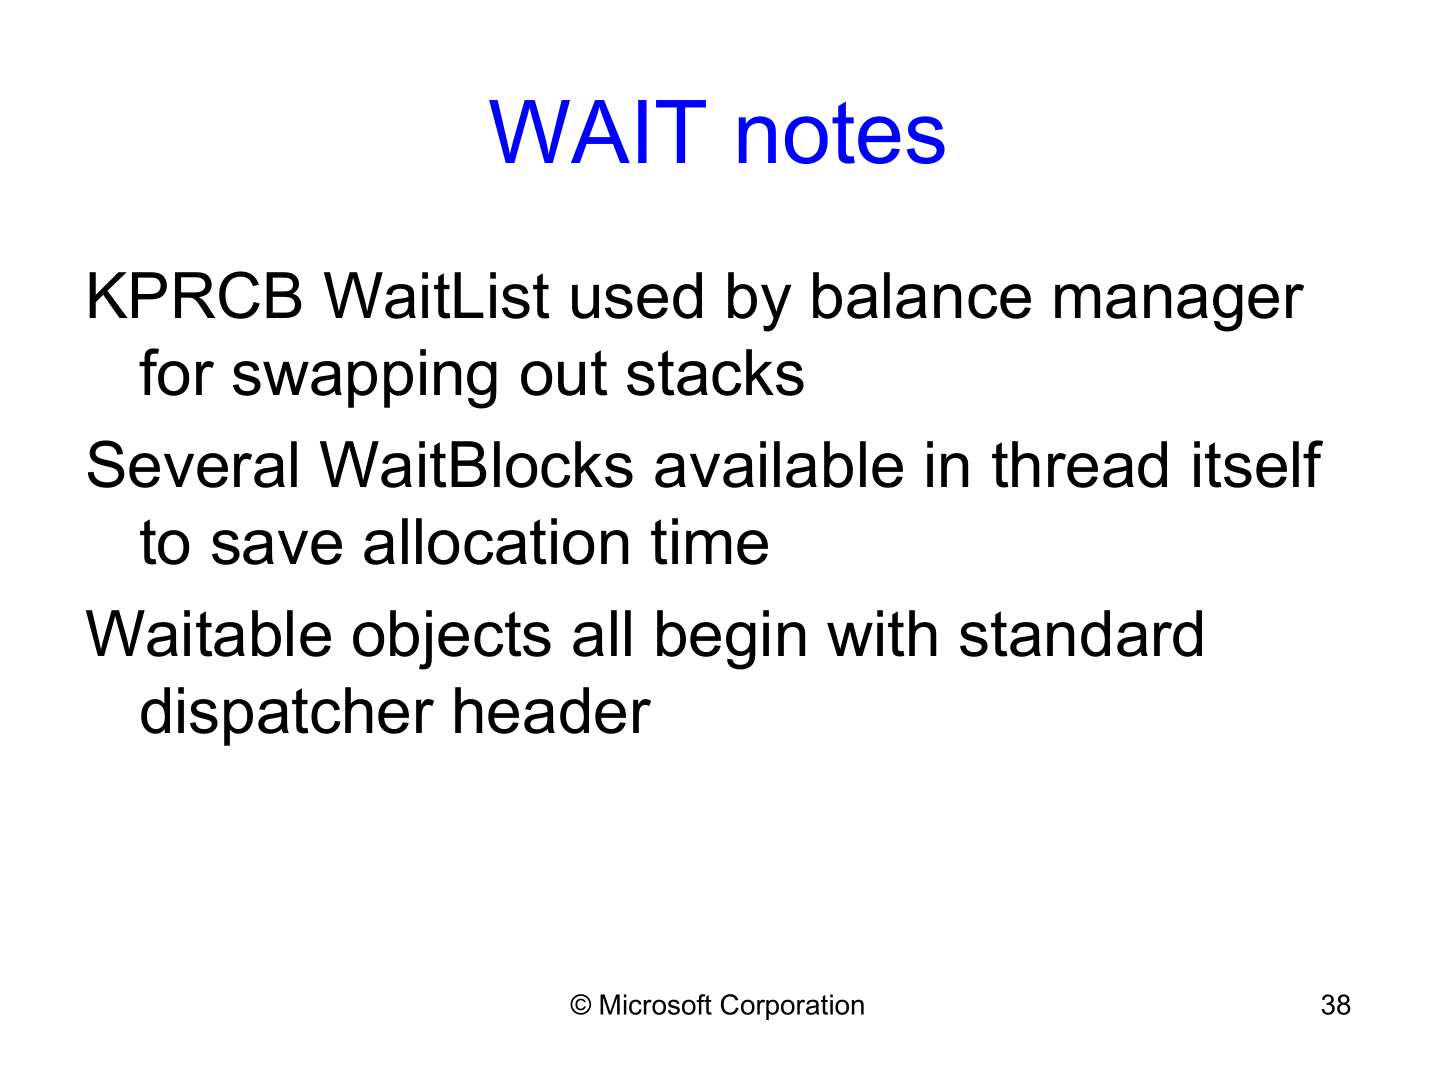 WAIT notes
KPRCB WaitList used by balance manager
for swapping out stacks
Several WaitBlocks available in thread itself
to save allocation time
Waitable objects all begin with standard
dispatcher header
© Microsoft Corporation
38